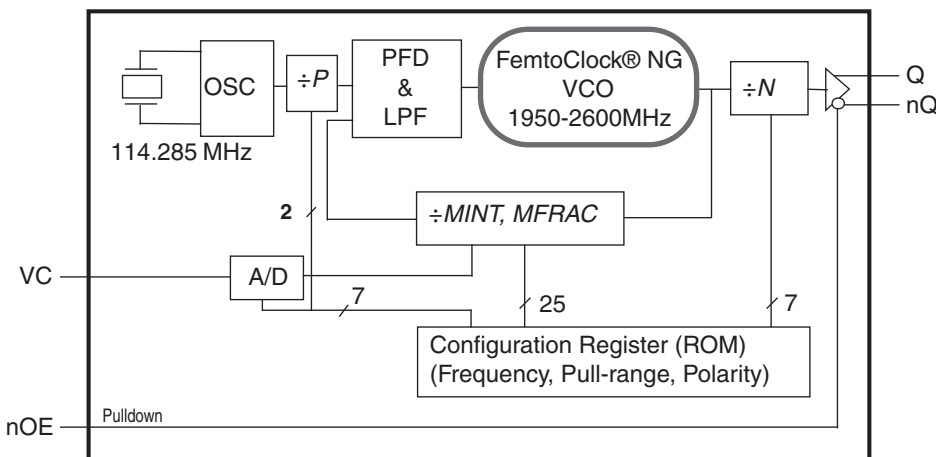 OSC
÷P
PFD
&
LPF
FemtoClock® NG
VCO
1950-2600MHz
÷N
Q
nQ
114.285 MHz
2
÷MINT, MFRAC
VC
A/D
7
25
7
Configuration Register (ROM)
(Frequency, Pull-range, Polarity)
nOE
Pulldown